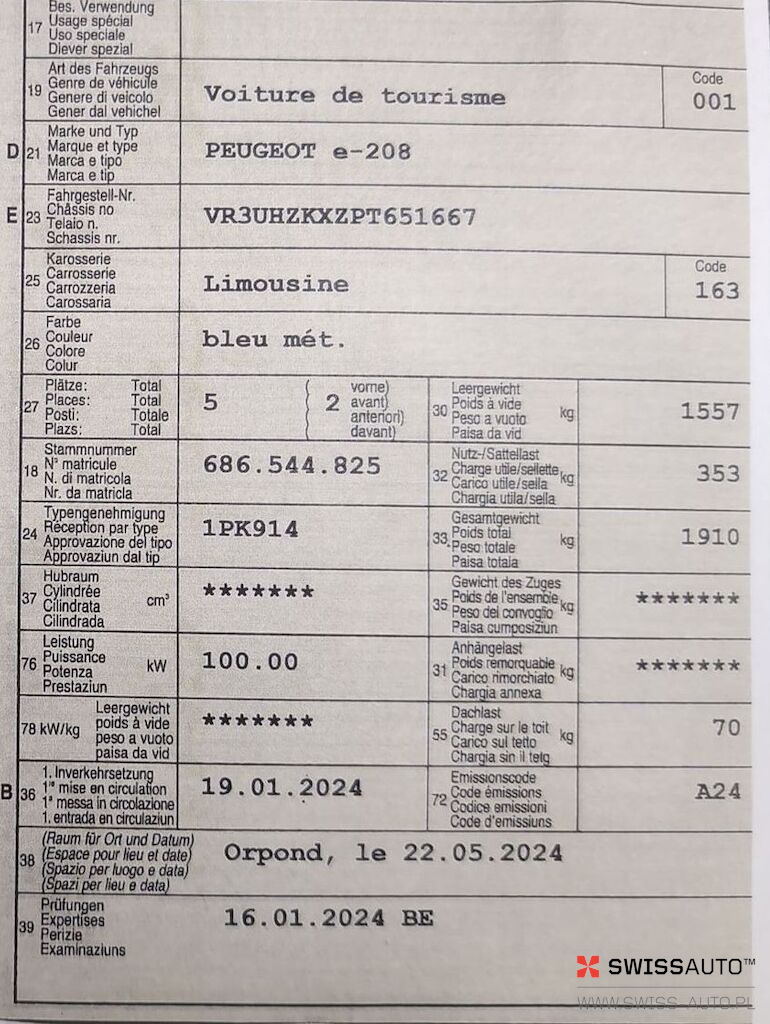 Bes. Verwendung
17 Usage spécial
Uso speciale
Diever spezial
Art des Fahrzeugs
19 Genre de véhicule
Genere di veicolo
Gener dal vehichel
Voiture de tourisme
Code
001
Marke und Typ
D 21 Marque et type
Marca e tipo
Marca e tip
PEUGEOT e-208
Fahrgestell-Nr.
E 23 Châssis no
Telaio n.
Schassis nr.
VR3UHZKXZPT651667
Karosserie
25 Carrosserie
Carrozzeria
Carossaria
Limousine
Code
163
Farbe
26 Couleur
Colore
Colur
bleu mét.
Plätze: Total
27 Places: Total
Posti: Totale
Plazs: Total
5
( 2 vorne)
( avant)
( anteriori)
( davant)
Leergewicht
30 Poids à vide kg
Peso a vuoto
Paisa da vid
1557
Stammnummer
18 N° matricule
N. di matricola
Nr. da matricla
686.544.825
Nutz-/Sattellast
32 Charge utile/sellette kg
Carico utile/sella
Chargia utila/sella
353
Typengenehmigung
24 Réception par type
Approvazione del tipo
Approvaziun dal tip
1PK914
Gesamtgewicht
33 Poids total kg
Peso totale
Paisa totala
1910
Hubraum
37 Cylindrée cm³
Cilindrata
Cilindrada
*******
Gewicht des Zuges
35 Poids de l'ensemble kg
Peso del convoglio
Paisa cumposiziun
*******
Leistung
76 Puissance kW
Potenza
Prestaziun
100.00
Anhängelast
31 Poids remorquable kg
Carico rimorchiato
Chargia annexa
*******
Leergewicht
78 kW/kg poids à vide
peso a vuoto
paisa da vid
*******
Dachlast
55 Charge sur le toit kg
Carico sul tetto
Chargia sin il tetg
70
1. Inverkehrsetzung
B 36 1re mise en circulation
1a messa in circolazione
1. entrada en circulaziun
19.01.2024
Emissionscode
72 Code émissions
Codice emissioni
Code d'emissiuns
A24
(Raum für Ort und Datum)
38 (Espace pour lieu et date)
(Spazio per luogo e data)
(Spazi per lieu e data)
Orpond, le 22.05.2024
Prüfungen
39 Expertises
Perizie
Examinaziuns
16.01.2024 BE
SWISSAUTO™
WWW.SWISS-AUTO.PL